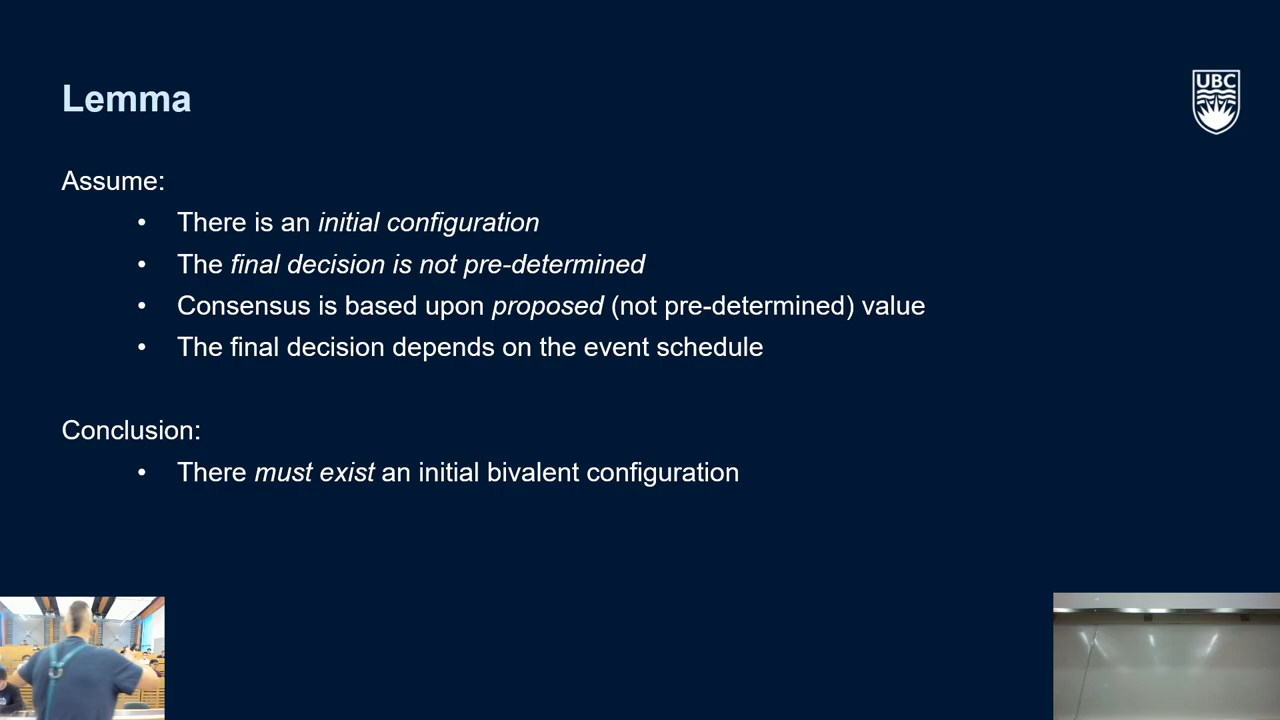 UBC
Lemma
Assume:
• There is an initial configuration
• The final decision is not pre-determined
• Consensus is based upon proposed (not pre-determined) value
• The final decision depends on the event schedule
Conclusion:
• There must exist an initial bivalent configuration